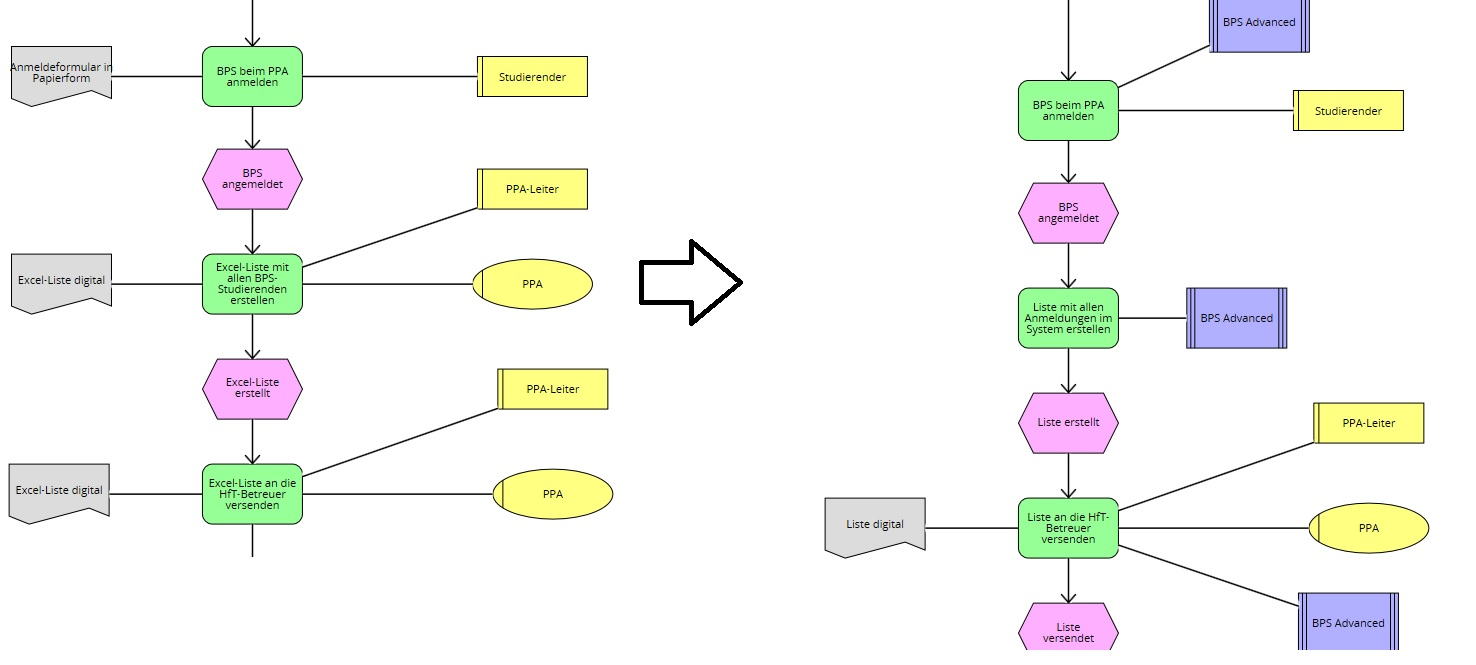 Anmeldeformular in
Papierform
BPS beim PPA
anmelden
Studierender
BPS
angemeldet
PPA-Leiter
Excel-Liste digital
Excel-Liste mit
allen BPS-
Studierenden
erstellen
PPA
Excel-Liste
erstellt
PPA-Leiter
Excel-Liste digital
Excel-Liste an die
HfT-Betreuer
versenden
PPA
BPS Advanced
BPS beim PPA
anmelden
Studierender
BPS
angemeldet
Liste mit allen
Anmeldungen im
System erstellen
BPS Advanced
Liste erstellt
PPA-Leiter
Liste digital
Liste an die HfT-
Betreuer
versenden
PPA
BPS Advanced
Liste
versendet